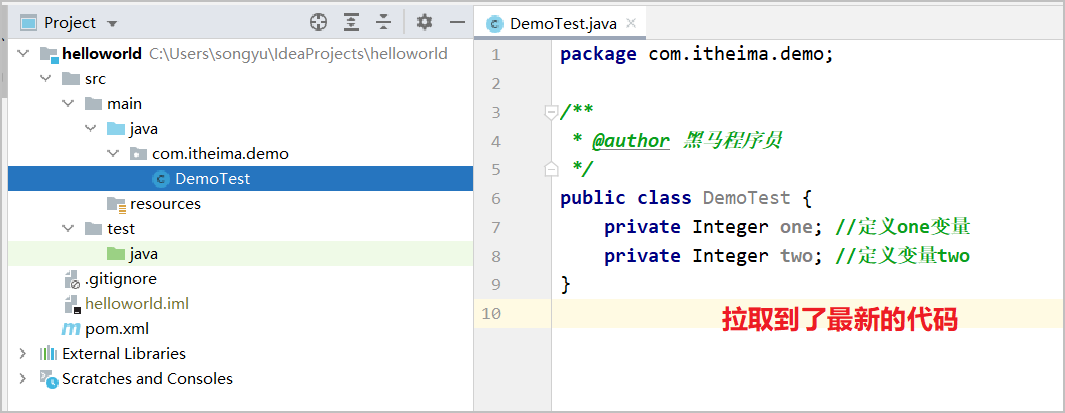 Project
helloworld C:\Users\songyu\IdeaProjects\helloworld
src
main
java
com.itheima.demo
DemoTest
resources
test
java
.gitignore
helloworld.iml
pom.xml
External Libraries
Scratches and Consoles
DemoTest.java
1 package com.itheima.demo;
2
3 /**
4 * @author 黑马程序员
5 */
6 public class DemoTest {
7 private Integer one; //定义one变量
8 private Integer two; //定义变量two
9 }
10
拉取到了最新的代码